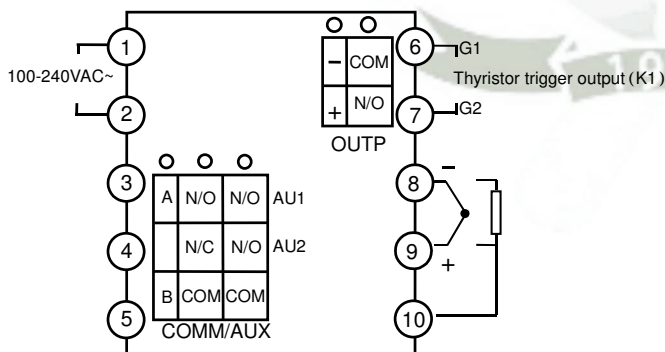 1
6
G1
100-240VAC~
− COM
Thyristor trigger output (K1)
19
2
+ N/O
7
G2
OUTP
3
A N/O N/O AU1
8
−
4
N/C N/O AU2
9
+
5
B COM COM
10
COMM/AUX